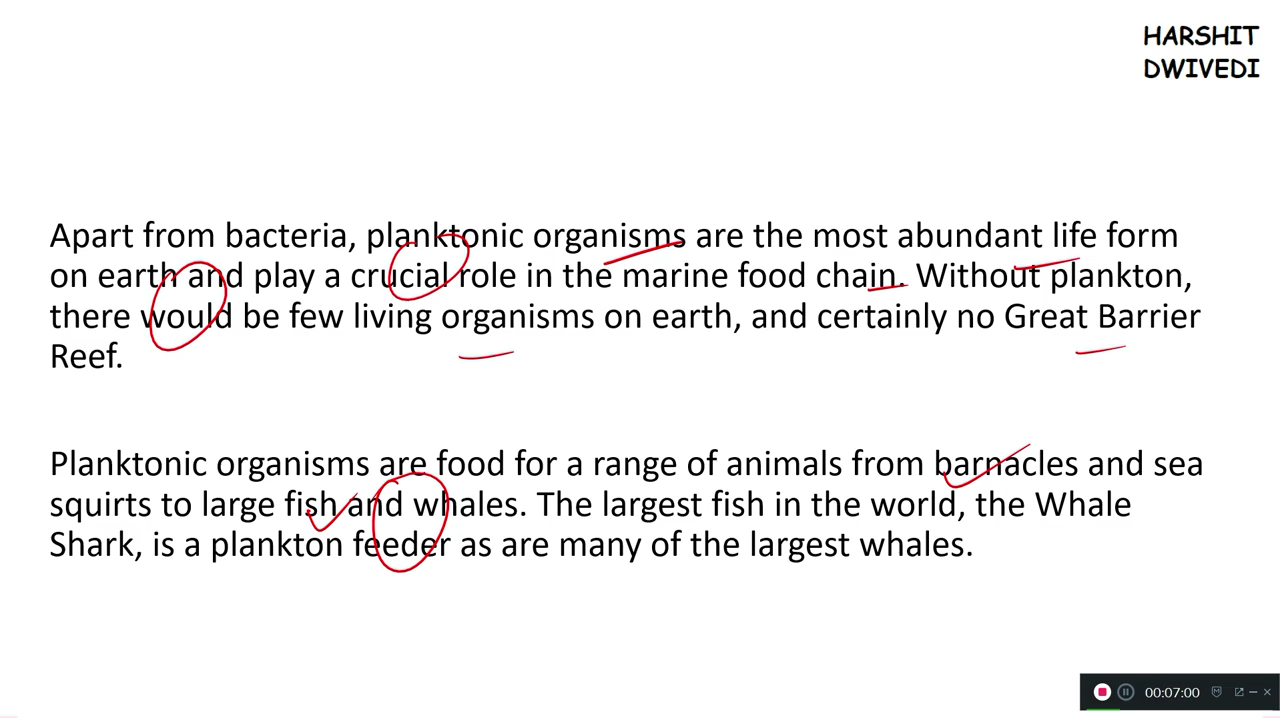 HARSHIT
DWIVEDI
Apart from bacteria, planktonic organisms are the most abundant life form
on earth and play a crucial role in the marine food chain. Without plankton,
there would be few living organisms on earth, and certainly no Great Barrier
Reef.
Planktonic organisms are food for a range of animals from barnacles and sea
squirts to large fish and whales. The largest fish in the world, the Whale
Shark, is a plankton feeder as are many of the largest whales.
00:07:00